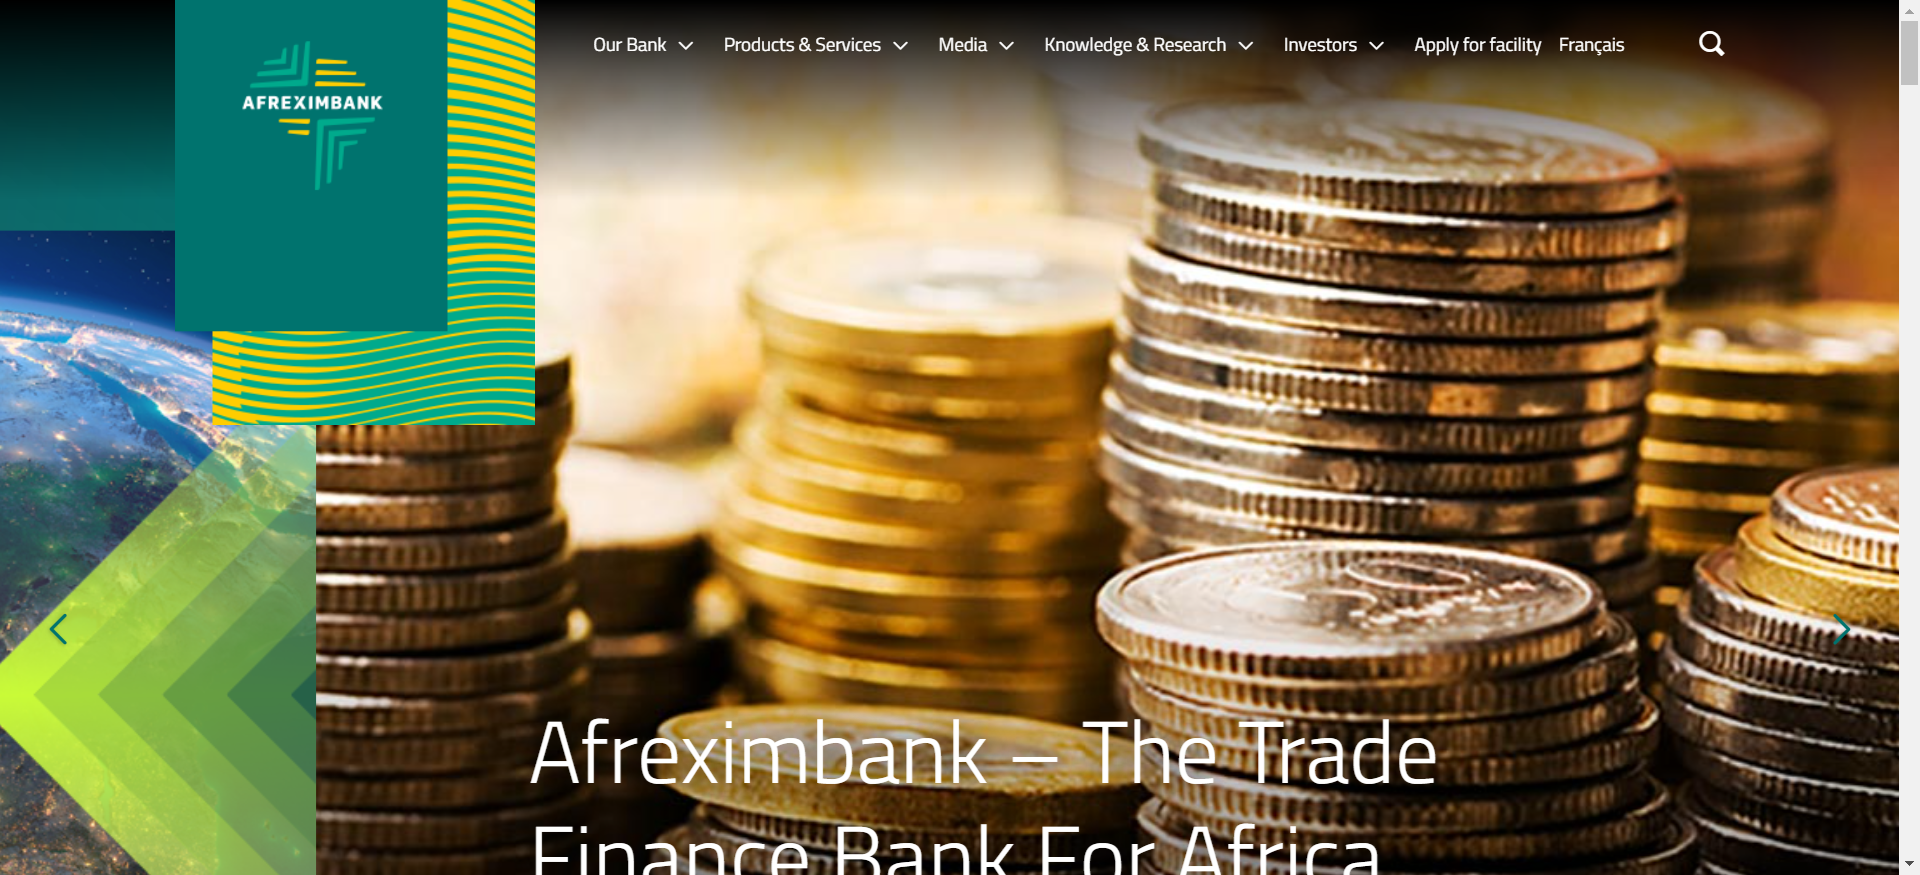 AFREXIMBANK
Our Bank Products & Services Media Knowledge & Research Investors Apply for facility Français
Afreximbank – The Trade
Finance Bank For Africa